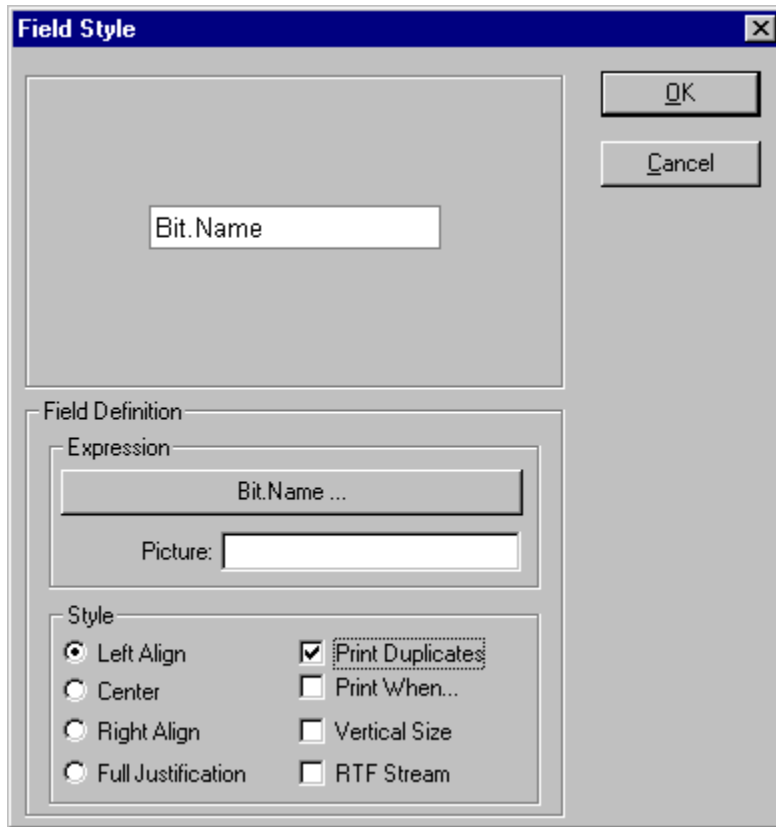 Field Style
OK
Cancel
Bit.Name
Field Definition
Expression
Bit.Name ...
Picture:
Style
Left Align
Print Duplicates
Center
Print When...
Right Align
Vertical Size
Full Justification
RTF Stream